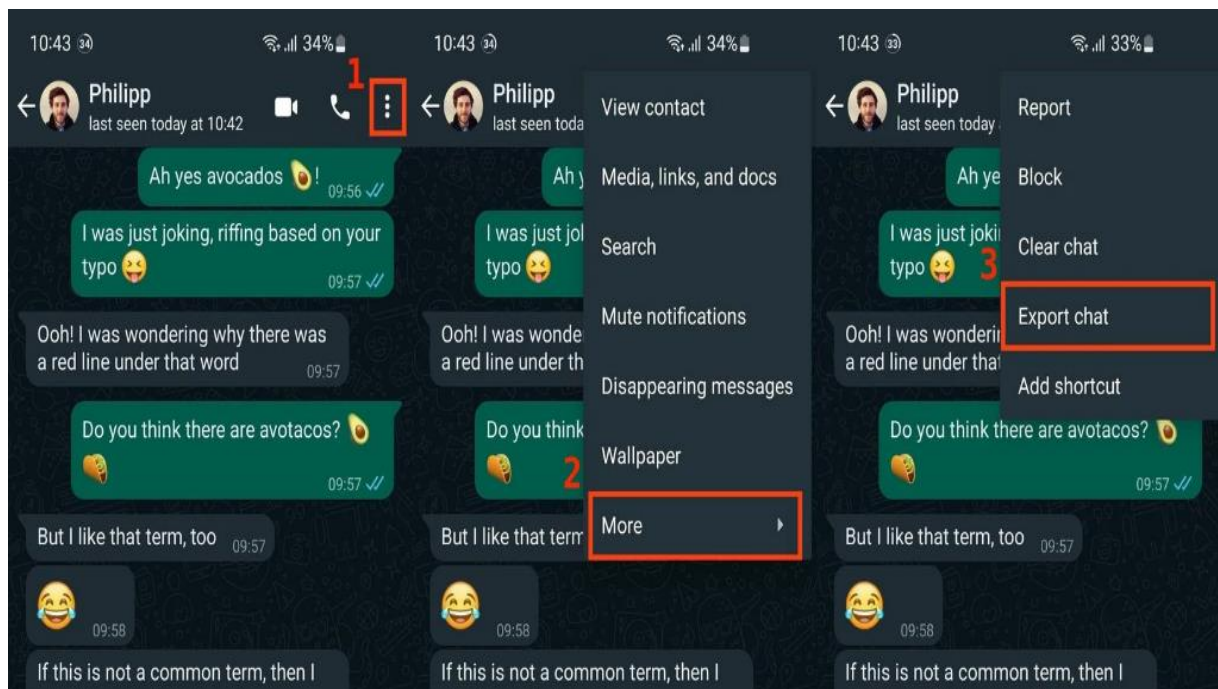 10:43 34 34%
1
Philipp
last seen today at 10:42
Ah yes avocados 🥑!
09:56
I was just joking, riffing based on your
typo 😝
09:57
Ooh! I was wondering why there was
a red line under that word
09:57
Do you think there are avotacos? 🥑
🌮
09:57
But I like that term, too 09:57
😂
09:58
If this is not a common term, then I
10:43 34 34%
Philipp
last seen toda
Ah y
I was just jol
typo 😝
Ooh! I was wonde
a red line under th
Do you think
🌮
2
But I like that term
😂
09:58
If this is not a common term, then I
View contact
Media, links, and docs
Search
Mute notifications
Disappearing messages
Wallpaper
More
10:43 33 33%
Philipp
last seen today
Ah ye
I was just joki
typo 😝
3
Ooh! I was wonderi
a red line under that
Report
Block
Clear chat
Export chat
Add shortcut
Do you think there are avotacos? 🥑
🌮
09:57
But I like that term, too 09:57
😂
09:58
If this is not a common term, then I